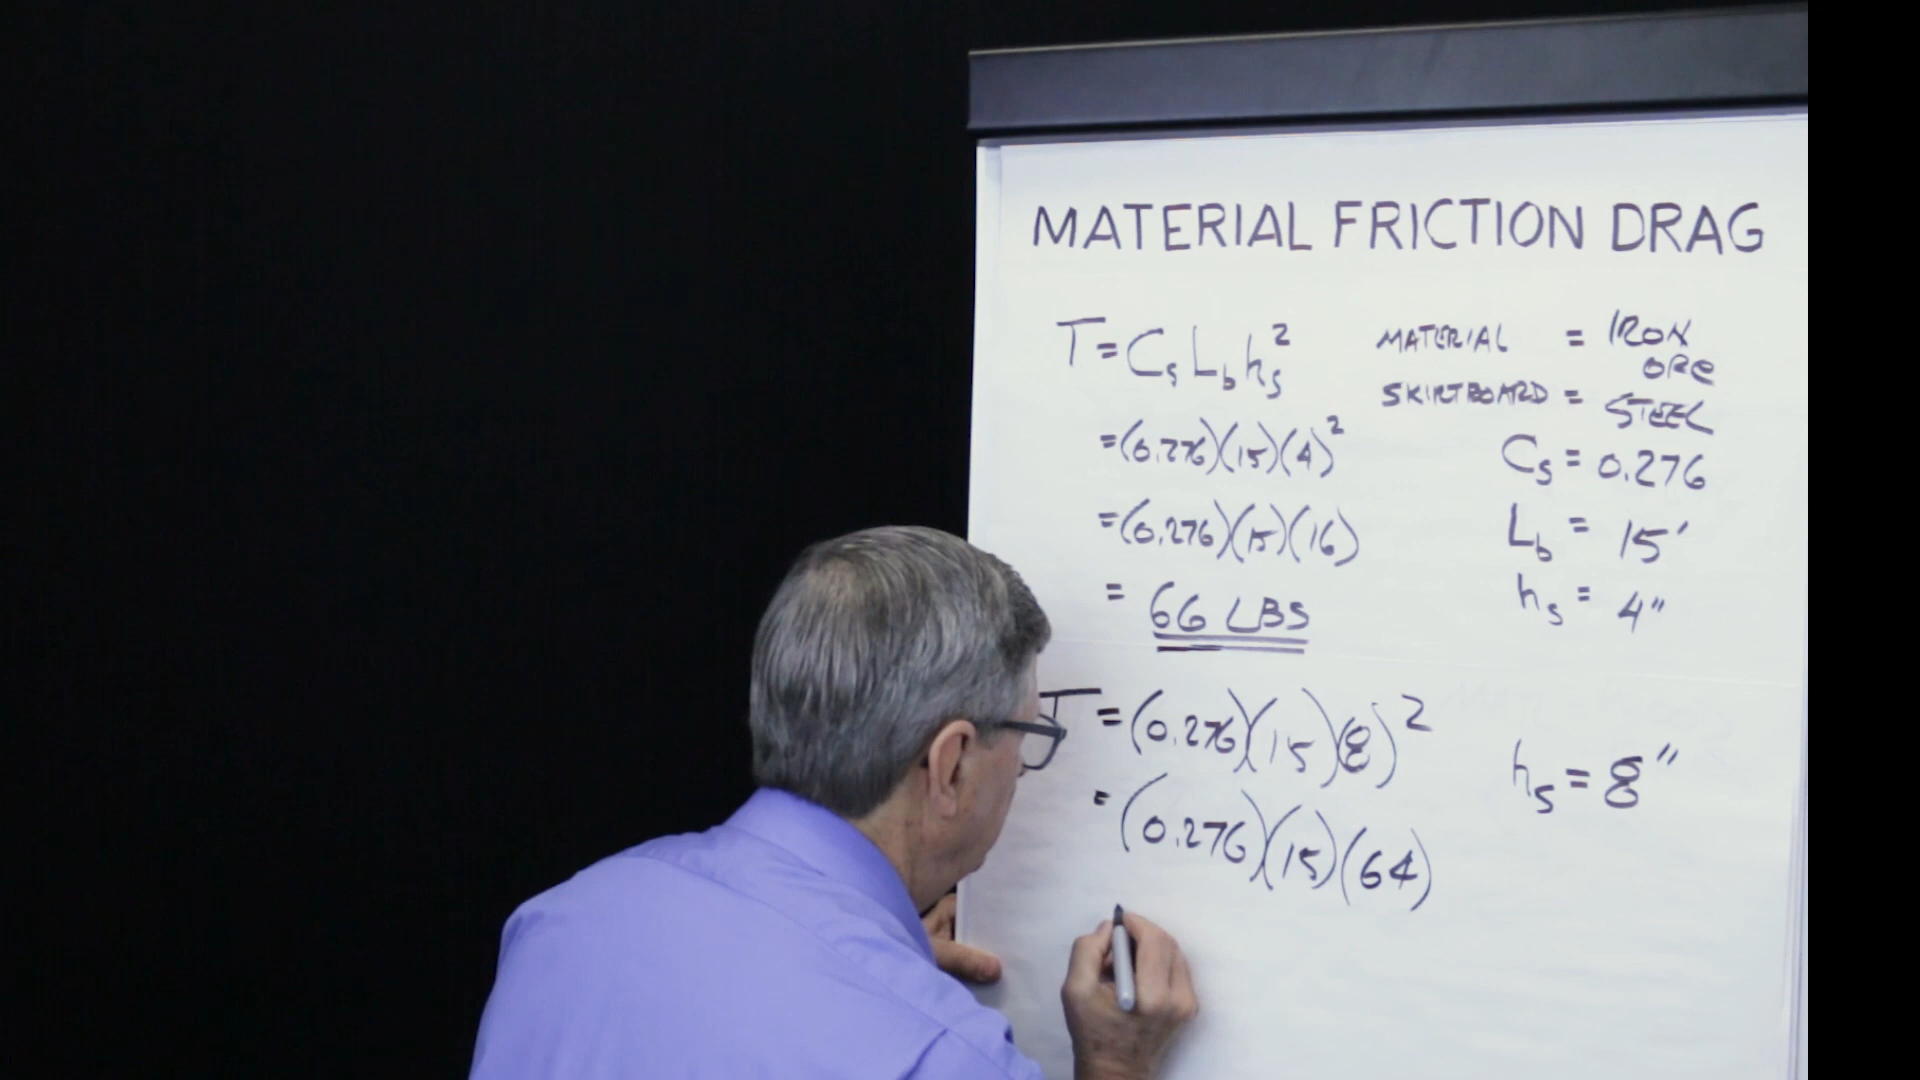 MATERIAL FRICTION DRAG
T = Cs Lb hs²
= (0.276)(15)(4)²
= (0.276)(15)(16)
= 66 LBS
MATERIAL = IRON ORE
SKIRTBOARD = STEEL
Cs = 0.276
Lb = 15'
hs = 4"
T = (0.276)(15)(8)²
= (0.276)(15)(64)
hs = 8"